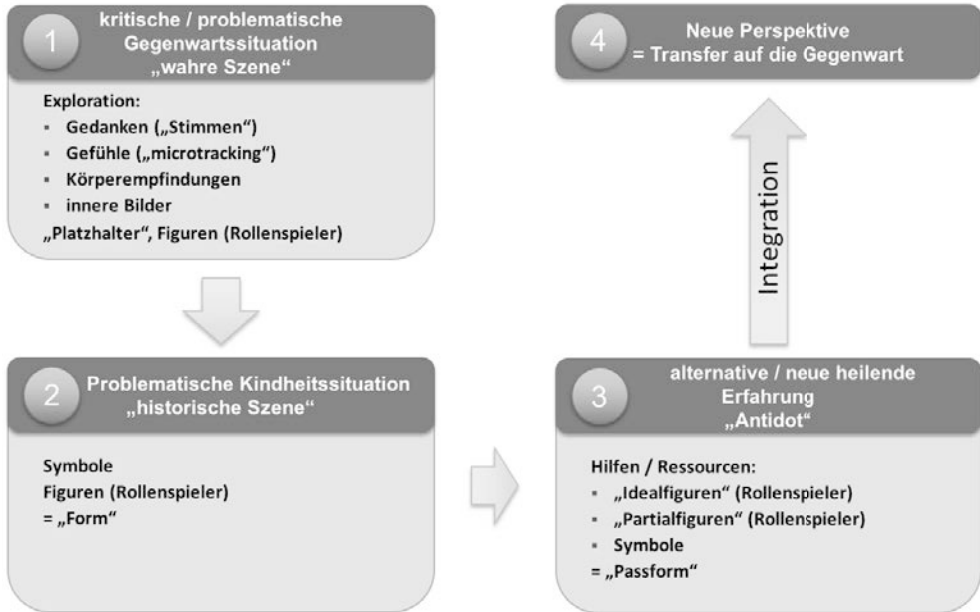 1
kritische / problematische
Gegenwartssituation
„wahre Szene“
Exploration:
▪ Gedanken („Stimmen“)
▪ Gefühle („microtracking“)
▪ Körperempfindungen
▪ innere Bilder
„Platzhalter“, Figuren (Rollenspieler)
2
Problematische Kindheitssituation
„historische Szene“
Symbole
Figuren (Rollenspieler)
= „Form“
3
alternative / neue heilende
Erfahrung
„Antidot“
Hilfen / Ressourcen:
▪ „Idealfiguren“ (Rollenspieler)
▪ „Partialfiguren“ (Rollenspieler)
▪ Symbole
= „Passform“
Integration
4
Neue Perspektive
= Transfer auf die Gegenwart